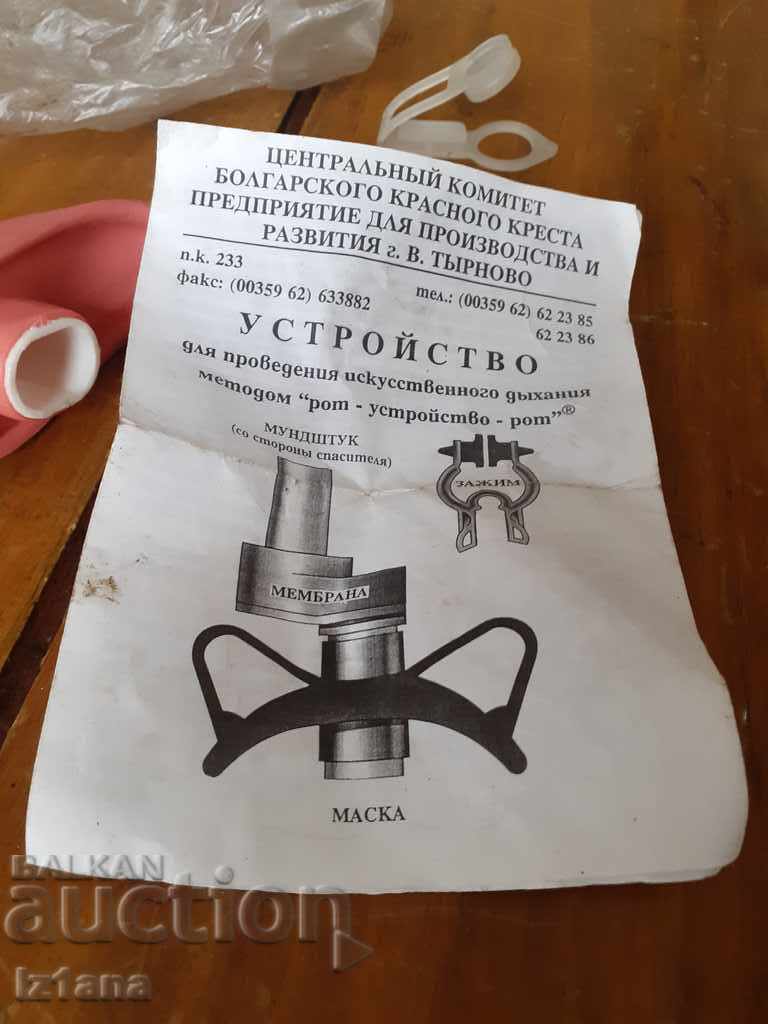 ЦЕНТРАЛЬНЫЙ КОМИТЕТ
БОЛГАРСКОГО КРАСНОГО КРЕСТА
ПРЕДПРИЯТИЕ ДЛЯ ПРОИЗВОДСТВА И
РАЗВИТИЯ г. В. ТЫРНОВО
п.к. 233
факс: (00359 62) 633882
тел.: (00359 62) 62 23 85
62 23 86
УСТРОЙСТВО
для проведения искусственного дыхания
методом “рот - устройство - рот”®
МУНДШТУК
(со стороны спасителя)
ЗАЖИМ
МЕМБРАНА
МАСКА
BALKAN
auction
Iz1ana